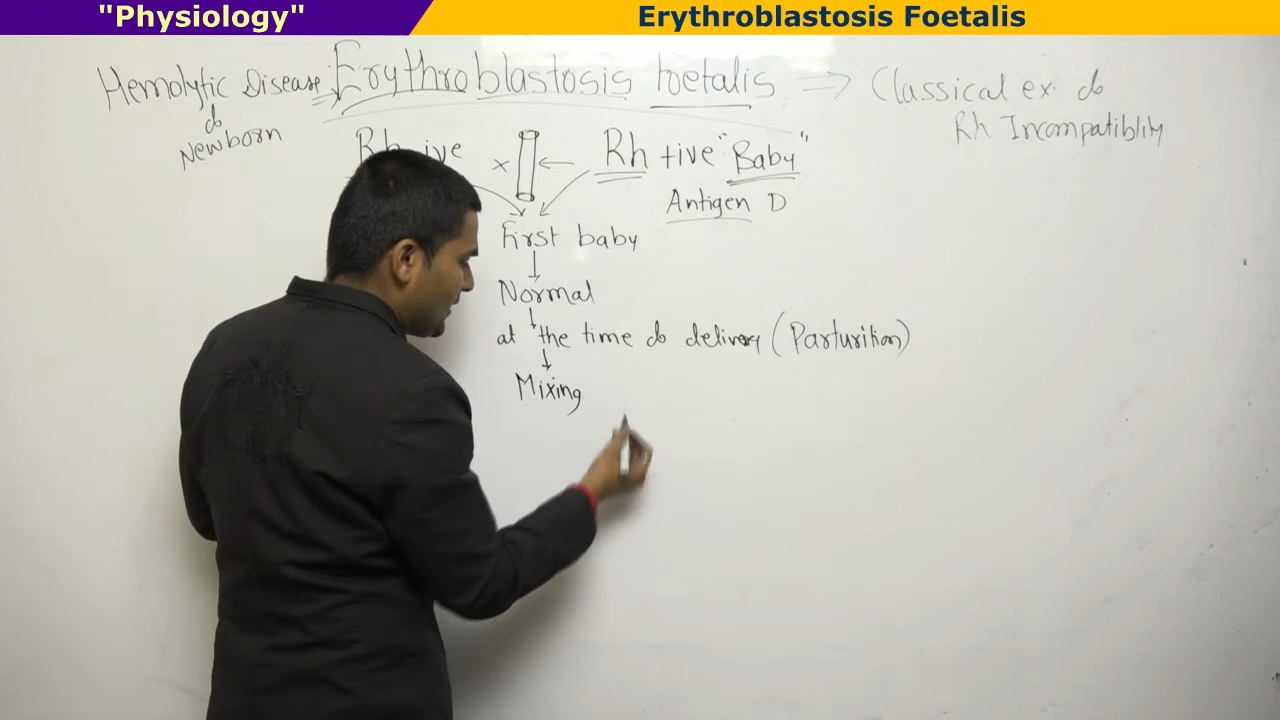 "Physiology"
Erythroblastosis Foetalis
Hemolytic Disease
of
Newborn
Erythroblastosis foetalis ⇒ Classical ex. of
Rh Incompatiblity
Rh -ive × ← Rh +ive "Baby"
Antigen D
First baby
↓
Normal
↓
at the time of delivery (Parturition)
↓
Mixing